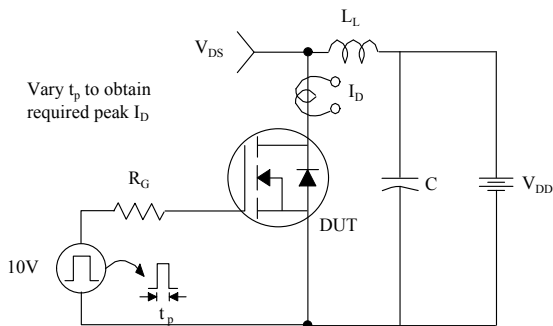 L_L
V_DS
Vary t_p to obtain
required peak I_D
I_D
R_G
C
V_DD
DUT
10V
t_p